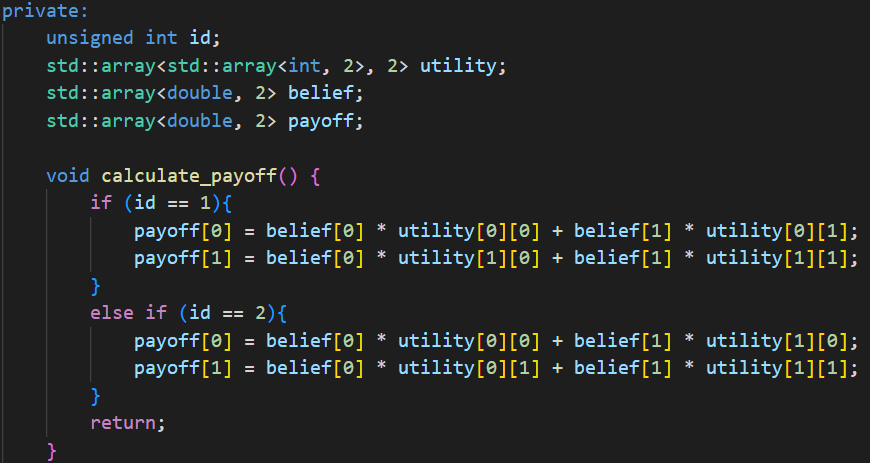 private:
    unsigned int id;
    std::array<std::array<int, 2>, 2> utility;
    std::array<double, 2> belief;
    std::array<double, 2> payoff;

    void calculate_payoff() {
        if (id == 1){
            payoff[0] = belief[0] * utility[0][0] + belief[1] * utility[0][1];
            payoff[1] = belief[0] * utility[1][0] + belief[1] * utility[1][1];
        }
        else if (id == 2){
            payoff[0] = belief[0] * utility[0][0] + belief[1] * utility[1][0];
            payoff[1] = belief[0] * utility[0][1] + belief[1] * utility[1][1];
        }
        return;
    }